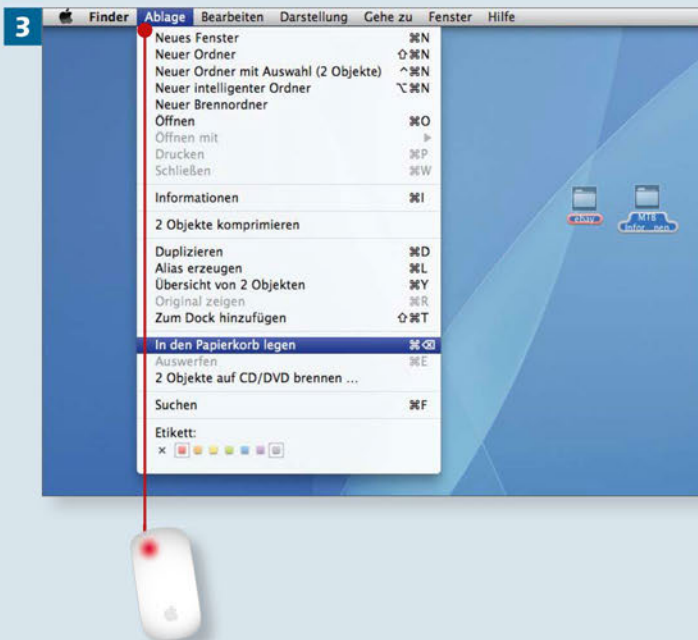 3
Finder Ablage Bearbeiten Darstellung Gehe zu Fenster Hilfe
Neues Fenster ⌘N
Neuer Ordner ⇧⌘N
Neuer Ordner mit Auswahl (2 Objekte) ^⌘N
Neuer intelligenter Ordner ⌥⌘N
Neuer Brennordner
Öffnen ⌘O
Öffnen mit ▶
Drucken ⌘P
Schließen ⌘W
Informationen ⌘I
2 Objekte komprimieren
Duplizieren ⌘D
Alias erzeugen ⌘L
Übersicht von 2 Objekten ⌘Y
Original zeigen ⌘R
Zum Dock hinzufügen ⇧⌘T
In den Papierkorb legen ⌘⌫
Auswerfen ⌘E
2 Objekte auf CD/DVD brennen ...
Suchen ⌘F
Etikett:
×
ebay
MTB
Infor...nen